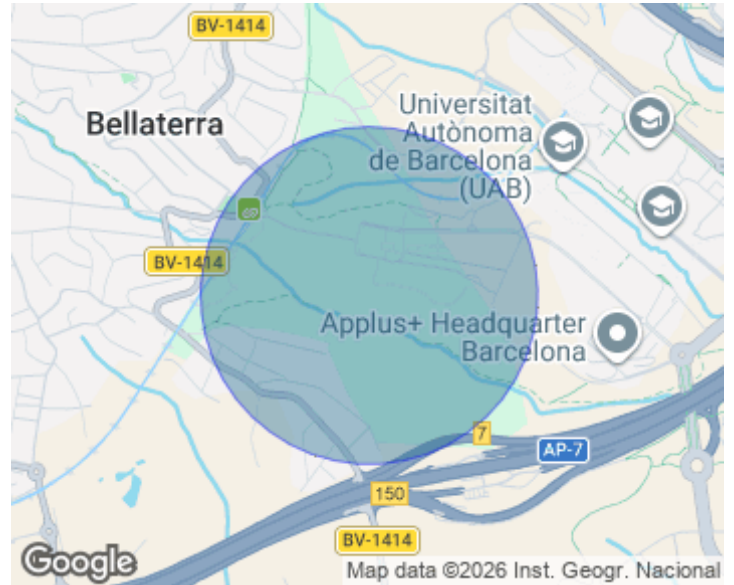 BV-1414
Bellaterra
Universitat
Autònoma
de Barcelona
(UAB)
BV-1414
Applus+ Headquarter
Barcelona
7
AP-7
150
BV-1414
Google
Map data ©2026 Inst. Geogr. Nacional